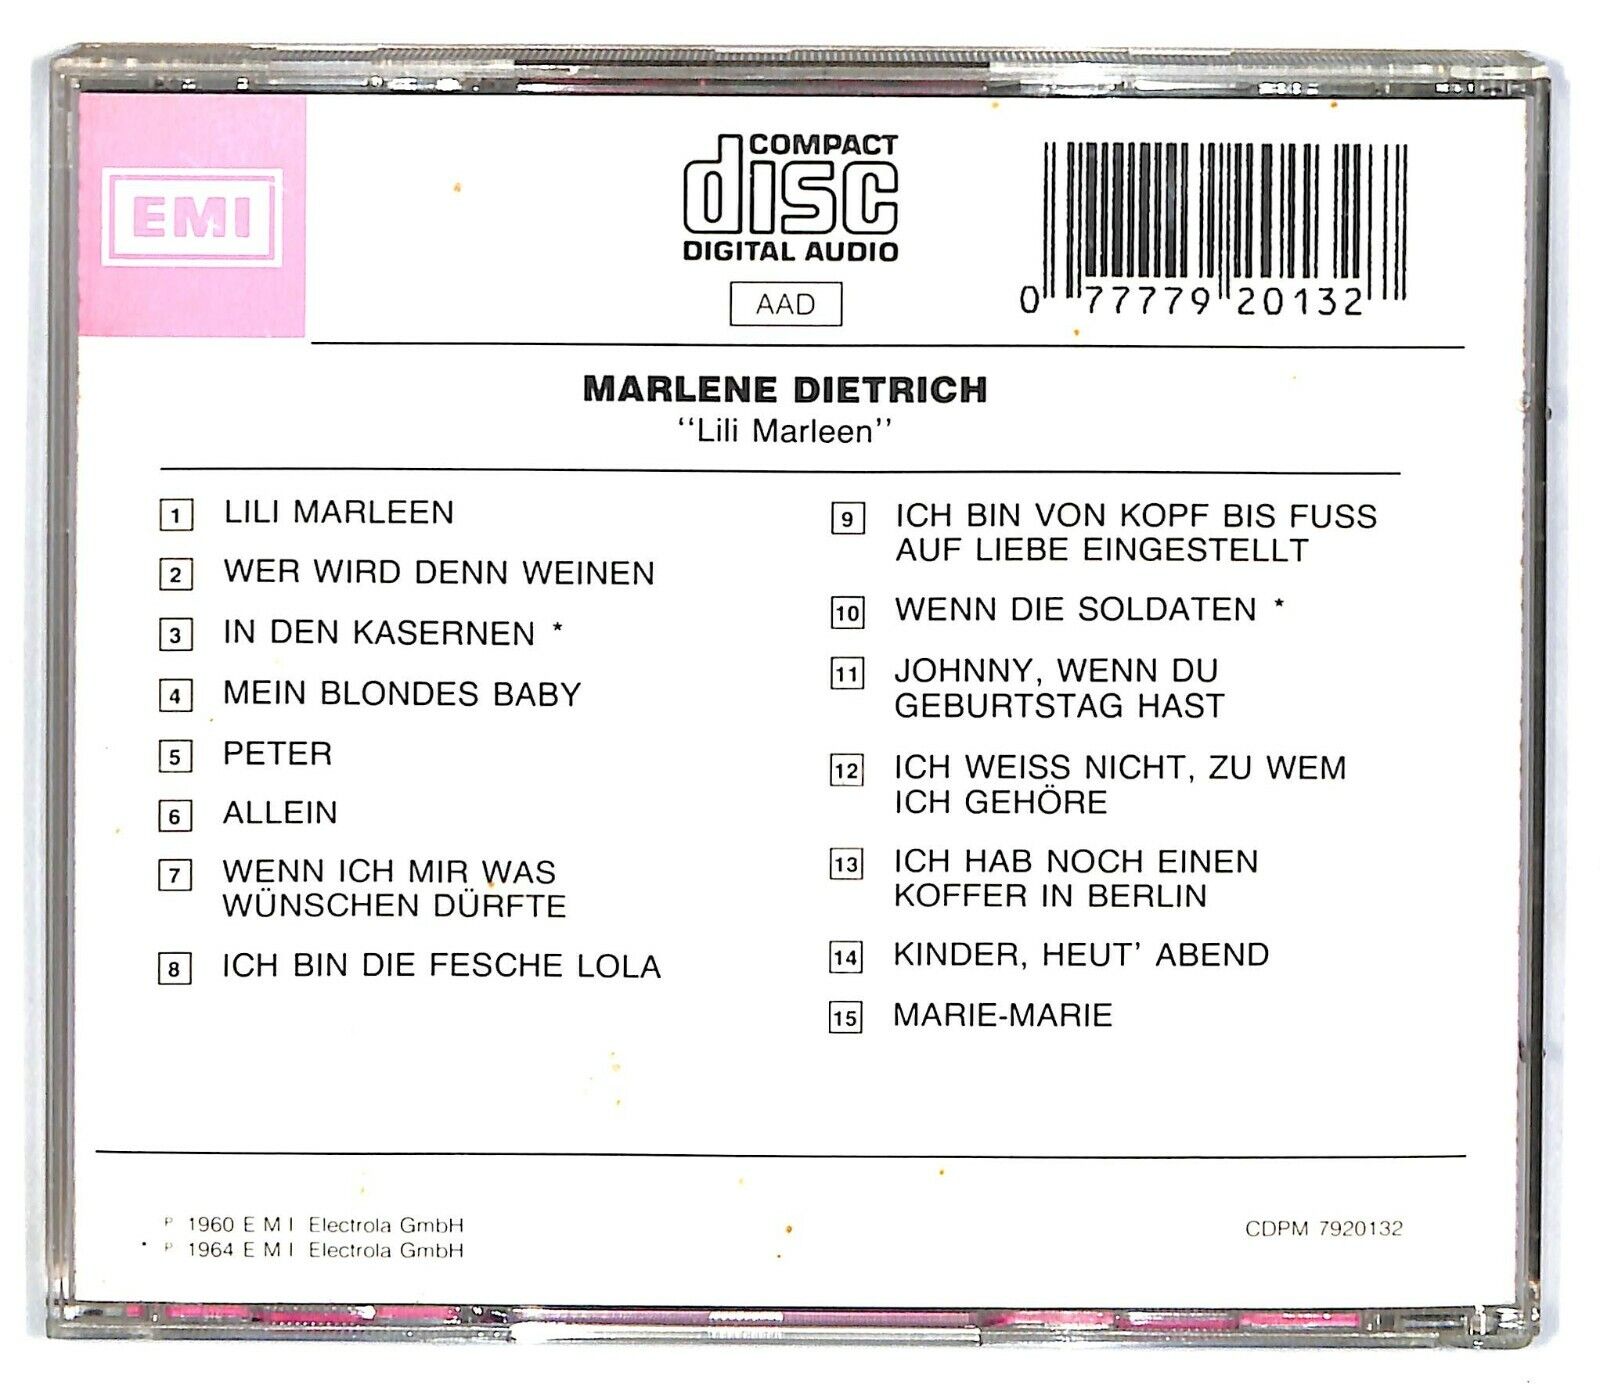 EMI
COMPACT
disc
DIGITAL AUDIO
AAD
0 77779 20132
MARLENE DIETRICH
“Lili Marleen”
1 LILI MARLEEN
2 WER WIRD DENN WEINEN
3 IN DEN KASERNEN *
4 MEIN BLONDES BABY
5 PETER
6 ALLEIN
7 WENN ICH MIR WAS
WÜNSCHEN DÜRFTE
8 ICH BIN DIE FESCHE LOLA
9 ICH BIN VON KOPF BIS FUSS
AUF LIEBE EINGESTELLT
10 WENN DIE SOLDATEN *
11 JOHNNY, WENN DU
GEBURTSTAG HAST
12 ICH WEISS NICHT, ZU WEM
ICH GEHÖRE
13 ICH HAB NOCH EINEN
KOFFER IN BERLIN
14 KINDER, HEUT’ ABEND
15 MARIE-MARIE
P 1960 E M I Electrola GmbH
* P 1964 E M I Electrola GmbH
CDPM 7920132